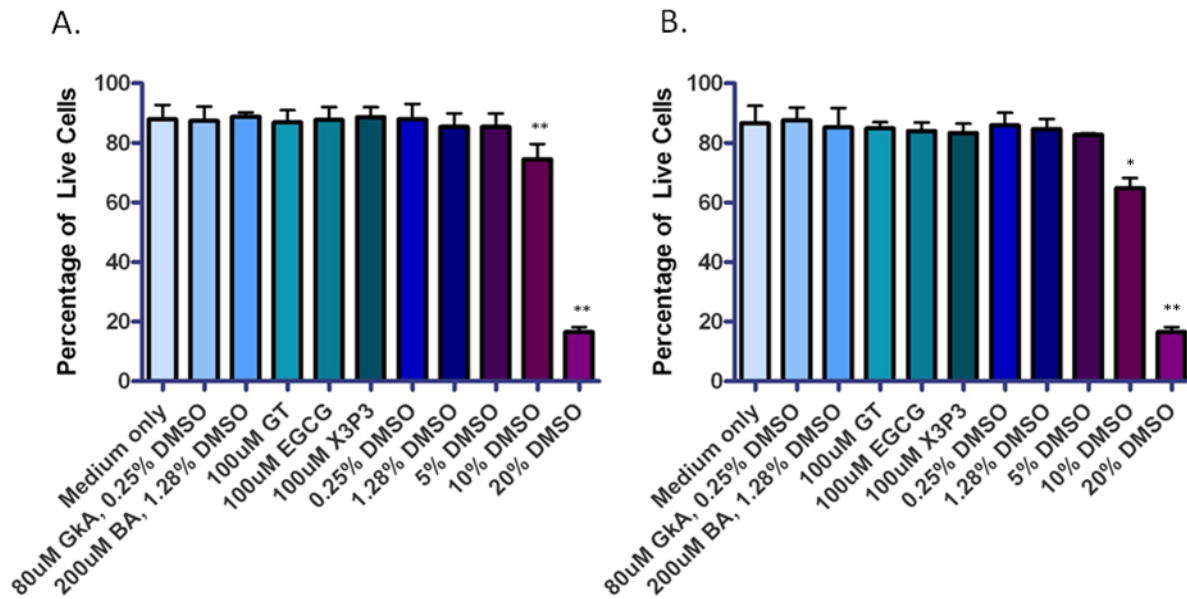 A.
Percentage of Live Cells
100
80
60
40
20
0
**
**
Medium only
80uM GkA, 0.25% DMSO
200uM BA, 1.28% DMSO
100uM GT
100uM EGCG
100uM X3P3
0.25% DMSO
1.28% DMSO
5% DMSO
10% DMSO
20% DMSO
B.
Percentage of Live Cells
100
80
60
40
20
0
*
**
Medium only
80uM GkA, 0.25% DMSO
200uM BA, 1.28% DMSO
100uM GT
100uM EGCG
100uM X3P3
0.25% DMSO
1.28% DMSO
5% DMSO
10% DMSO
20% DMSO